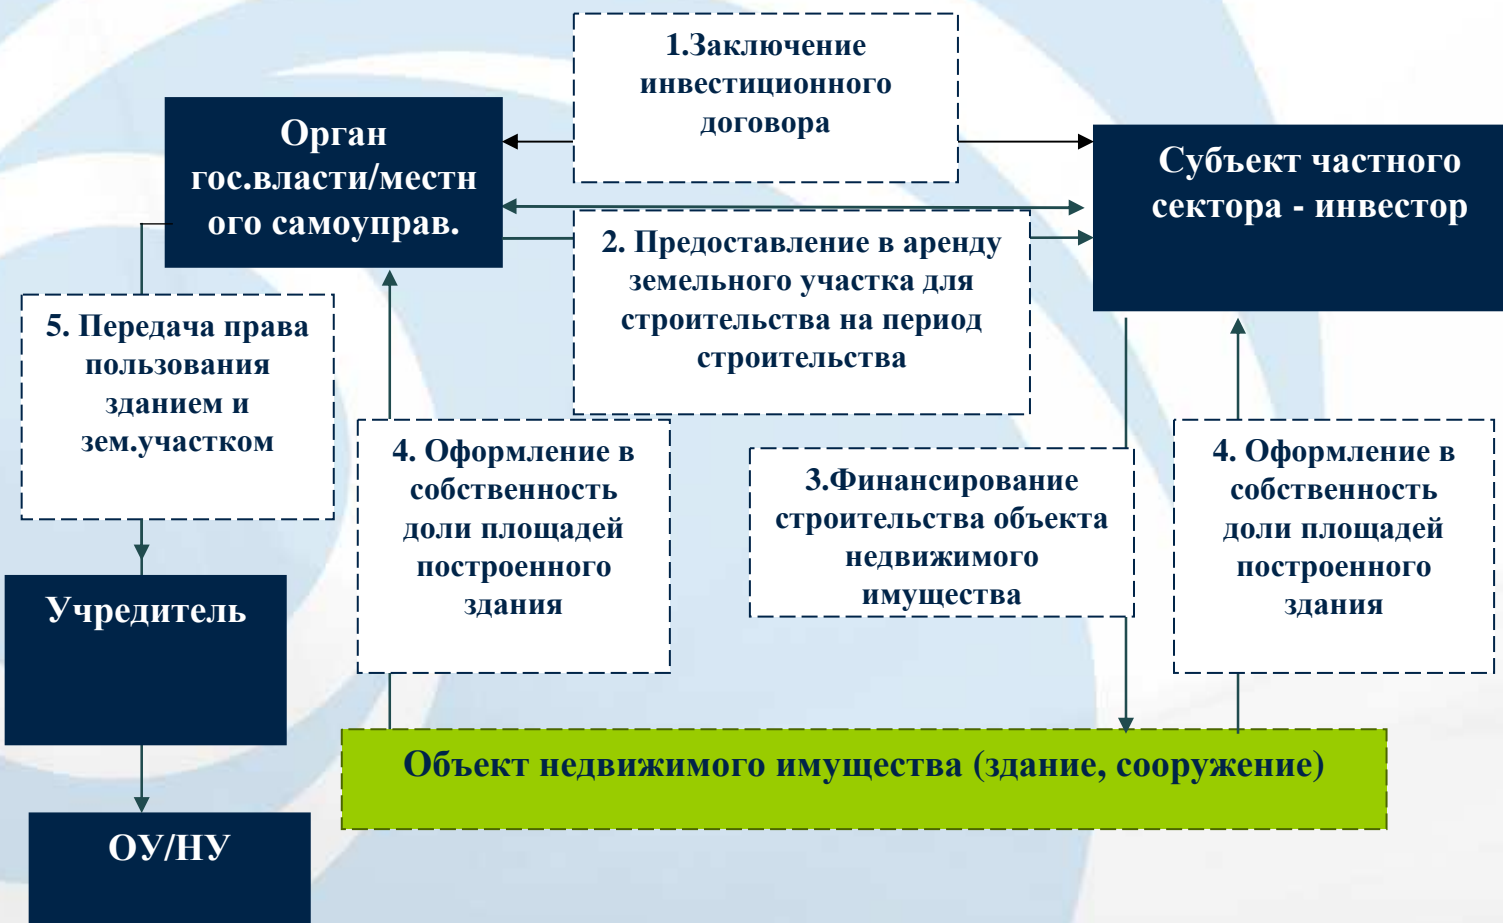 1.Заключение
инвестиционного
договора
Орган
гос.власти/местн
ого самоуправ.
Субъект частного
сектора - инвестор
2. Предоставление в аренду
земельного участка для
строительства на период
строительства
5. Передача права
пользования
зданием и
зем.участком
4. Оформление в
собственность
доли площадей
построенного
здания
3.Финансирование
строительства объекта
недвижимого
имущества
4. Оформление в
собственность
доли площадей
построенного
здания
Учредитель
Объект недвижимого имущества (здание, сооружение)
ОУ/НУ